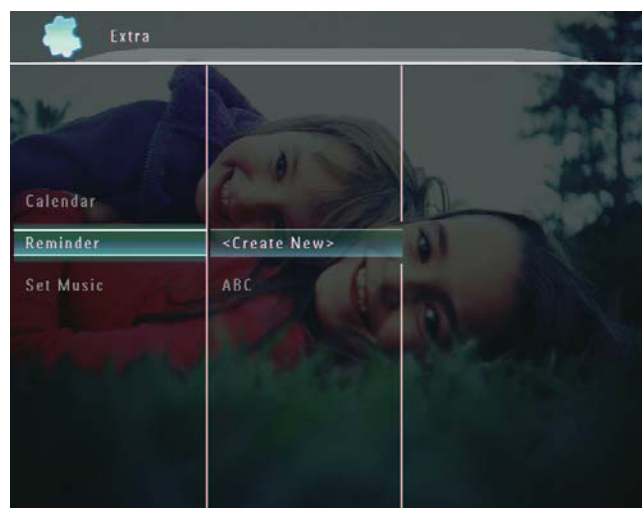 Extra
Calendar
Reminder
<Create New>
Set Music
ABC